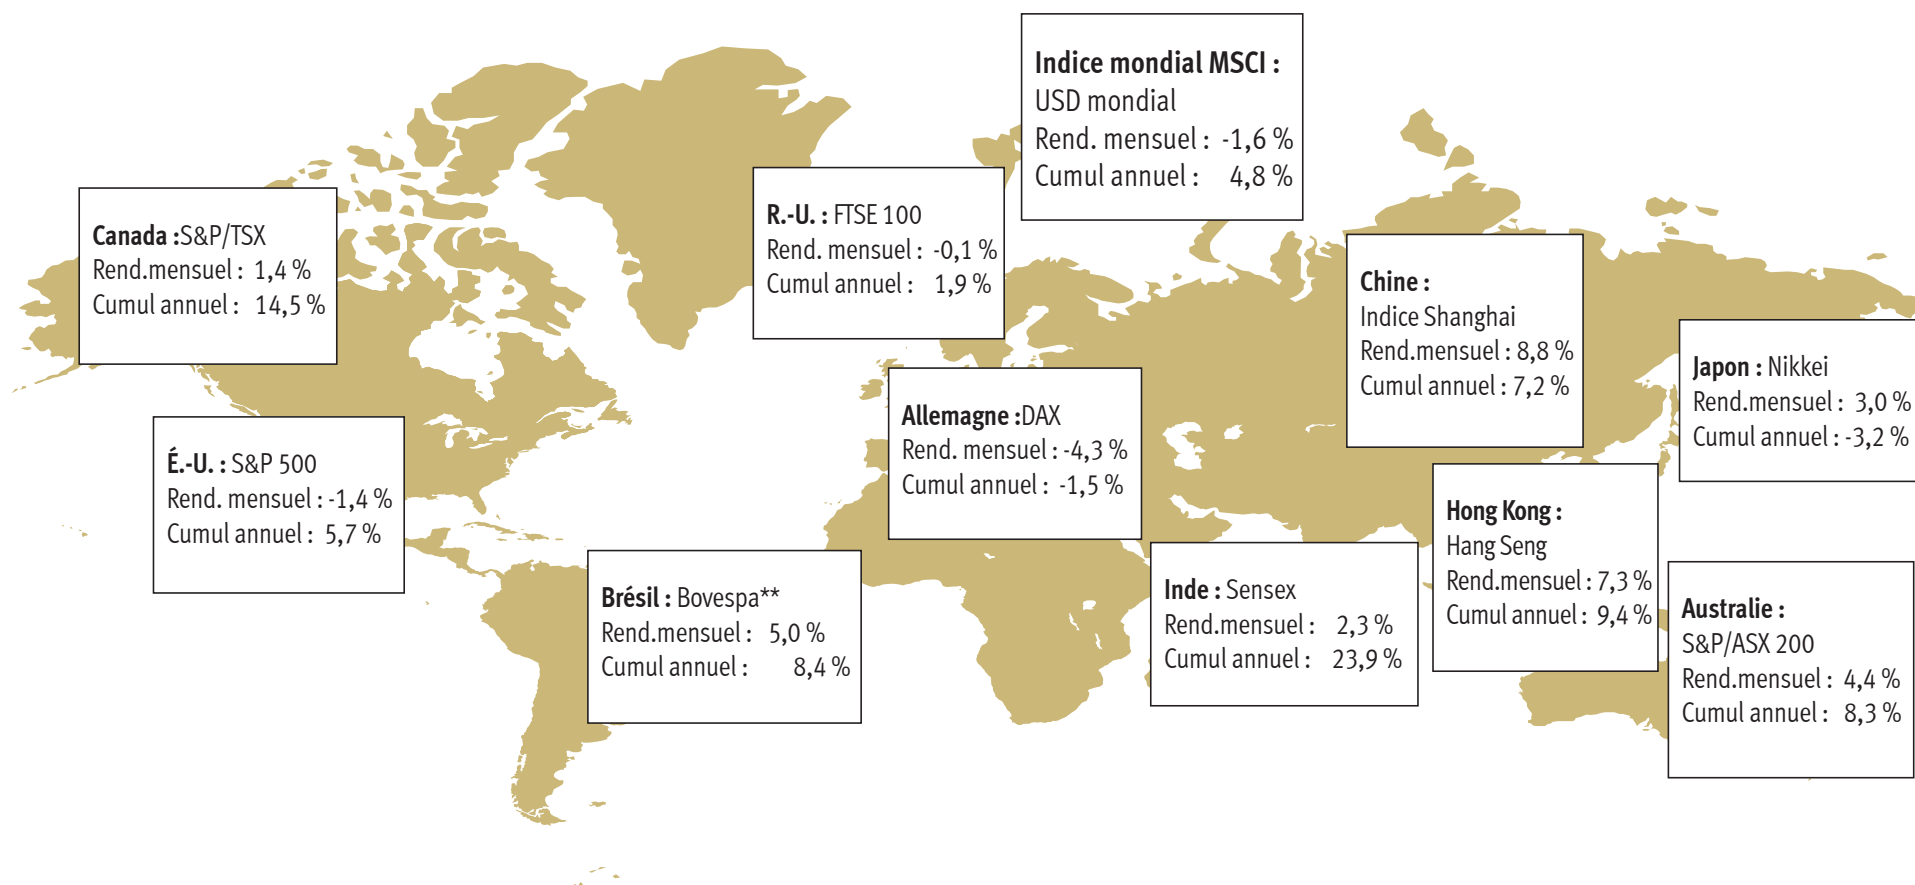 Indice mondial MSCI :
USD mondial
Rend. mensuel : -1,6 %
Cumul annuel : 4,8 %
Canada :S&P/TSX
Rend.mensuel : 1,4 %
Cumul annuel : 14,5 %
R.-U. : FTSE 100
Rend. mensuel : -0,1 %
Cumul annuel : 1,9 %
Chine :
Indice Shanghai
Rend.mensuel : 8,8 %
Cumul annuel : 7,2 %
Japon : Nikkei
Rend.mensuel : 3,0 %
Cumul annuel : -3,2 %
Allemagne :DAX
Rend. mensuel : -4,3 %
Cumul annuel : -1,5 %
É.-U. : S&P 500
Rend. mensuel : -1,4 %
Cumul annuel : 5,7 %
Hong Kong :
Hang Seng
Rend.mensuel : 7,3 %
Cumul annuel : 9,4 %
Brésil : Bovespa**
Rend.mensuel : 5,0 %
Cumul annuel : 8,4 %
Inde : Sensex
Rend.mensuel : 2,3 %
Cumul annuel : 23,9 %
Australie :
S&P/ASX 200
Rend.mensuel : 4,4 %
Cumul annuel : 8,3 %